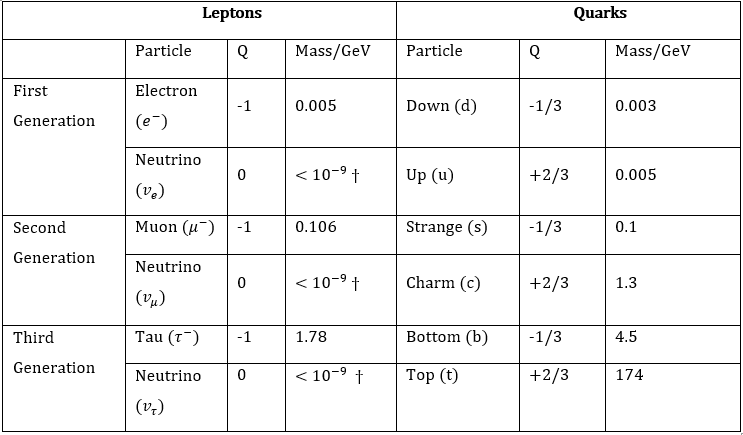 Leptons Quarks
Particle Q Mass/GeV Particle Q Mass/GeV
First Generation Electron (e⁻) -1 0.005 Down (d) -1/3 0.003
Neutrino (νₑ) 0 < 10⁻⁹ † Up (u) +2/3 0.005
Second Generation Muon (μ⁻) -1 0.106 Strange (s) -1/3 0.1
Neutrino (ν_μ) 0 < 10⁻⁹ † Charm (c) +2/3 1.3
Third Generation Tau (τ⁻) -1 1.78 Bottom (b) -1/3 4.5
Neutrino (ν_τ) 0 < 10⁻⁹ † Top (t) +2/3 174